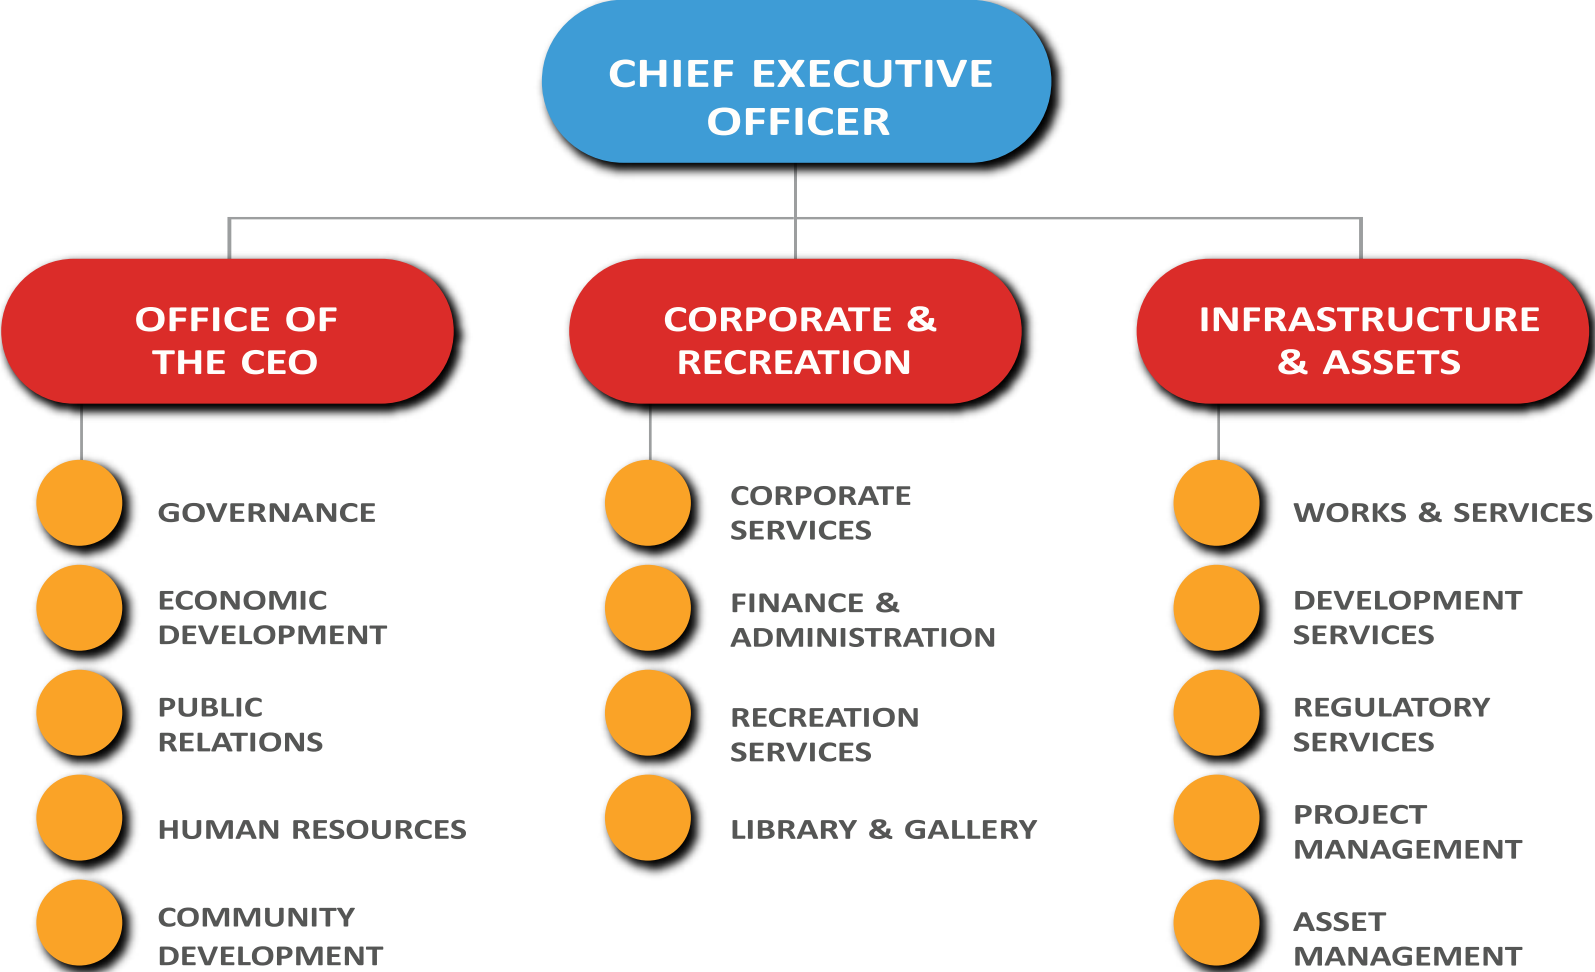 CHIEF EXECUTIVE
OFFICER
OFFICE OF
THE CEO
CORPORATE &
RECREATION
INFRASTRUCTURE
& ASSETS
GOVERNANCE
ECONOMIC
DEVELOPMENT
PUBLIC
RELATIONS
HUMAN RESOURCES
COMMUNITY
DEVELOPMENT
CORPORATE
SERVICES
FINANCE &
ADMINISTRATION
RECREATION
SERVICES
LIBRARY & GALLERY
WORKS & SERVICES
DEVELOPMENT
SERVICES
REGULATORY
SERVICES
PROJECT
MANAGEMENT
ASSET
MANAGEMENT